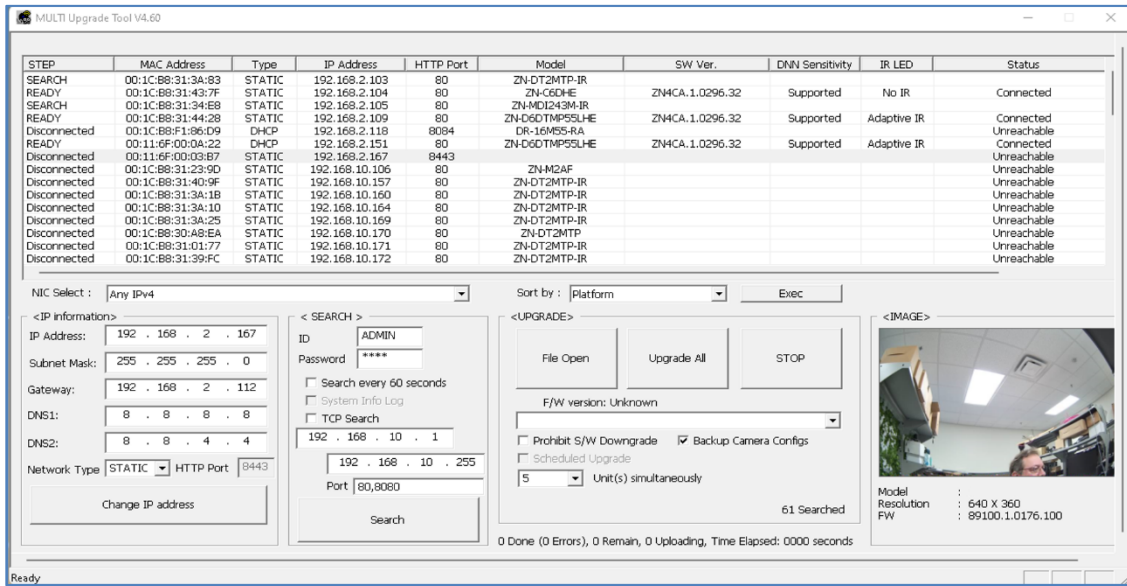 MULTI Upgrade Tool V4.60
STEP MAC Address Type IP Address HTTP Port Model SW Ver. DNN Sensitivity IR LED Status
SEARCH 00:1C:B8:31:3A:83 STATIC 192.168.2.103 80 ZN-DT2MTP-IR
READY 00:1C:B8:31:43:7F STATIC 192.168.2.104 80 ZN-C6DHE ZN4CA.1.0296.32 Supported No IR Connected
SEARCH 00:1C:B8:31:34:E8 STATIC 192.168.2.105 80 ZN-MDI243M-IR
READY 00:1C:B8:31:44:28 STATIC 192.168.2.109 80 ZN-D6DTMP55LHE ZN4CA.1.0296.32 Supported Adaptive IR Connected
Disconnected 00:1C:B8:F1:86:D9 DHCP 192.168.2.118 8084 DR-16M55-RA Unreachable
READY 00:11:6F:00:0A:22 DHCP 192.168.2.151 80 ZN-D6DTMP55LHE ZN4CA.1.0296.32 Supported Adaptive IR Connected
Disconnected 00:11:6F:00:03:B7 STATIC 192.168.2.167 8443 Unreachable
Disconnected 00:1C:B8:31:23:9D STATIC 192.168.10.106 80 ZN-M2AF Unreachable
Disconnected 00:1C:B8:31:40:9F STATIC 192.168.10.157 80 ZN-DT2MTP-IR Unreachable
Disconnected 00:1C:B8:31:3A:1B STATIC 192.168.10.160 80 ZN-DT2MTP-IR Unreachable
Disconnected 00:1C:B8:31:3A:10 STATIC 192.168.10.164 80 ZN-DT2MTP-IR Unreachable
Disconnected 00:1C:B8:31:3A:25 STATIC 192.168.10.169 80 ZN-DT2MTP-IR Unreachable
Disconnected 00:1C:B8:30:A8:EA STATIC 192.168.10.170 80 ZN-DT2MTP Unreachable
Disconnected 00:1C:B8:31:01:77 STATIC 192.168.10.171 80 ZN-DT2MTP-IR Unreachable
Disconnected 00:1C:B8:31:39:FC STATIC 192.168.10.172 80 ZN-DT2MTP-IR Unreachable
NIC Select : Any IPv4 Sort by : Platform Exec
<IP information>
IP Address: 192 . 168 . 2 . 167
Subnet Mask: 255 . 255 . 255 . 0
Gateway: 192 . 168 . 2 . 112
DNS1: 8 . 8 . 8 . 8
DNS2: 8 . 8 . 4 . 4
Network Type STATIC HTTP Port 8443
Change IP address
< SEARCH >
ID ADMIN
Password ****
Search every 60 seconds
System Info Log
TCP Search
192 . 168 . 10 . 1
192 . 168 . 10 . 255
Port 80,8080
Search
<UPGRADE>
File Open Upgrade All STOP
F/W version: Unknown
Prohibit S/W Downgrade Backup Camera Configs
Scheduled Upgrade
5 Unit(s) simultaneously
61 Searched
0 Done (0 Errors), 0 Remain, 0 Uploading, Time Elapsed: 0000 seconds
<IMAGE>
Model :
Resolution : 640 X 360
FW : 89100.1.0176.100
Ready